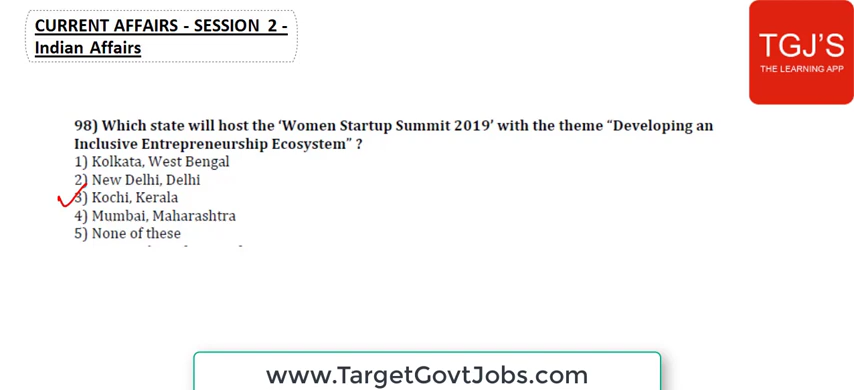 CURRENT AFFAIRS - SESSION 2 -
Indian Affairs
TGJ'S
THE LEARNING APP
98) Which state will host the ‘Women Startup Summit 2019’ with the theme “Developing an
Inclusive Entrepreneurship Ecosystem” ?
1) Kolkata, West Bengal
2) New Delhi, Delhi
3) Kochi, Kerala
4) Mumbai, Maharashtra
5) None of these
www.TargetGovtJobs.com